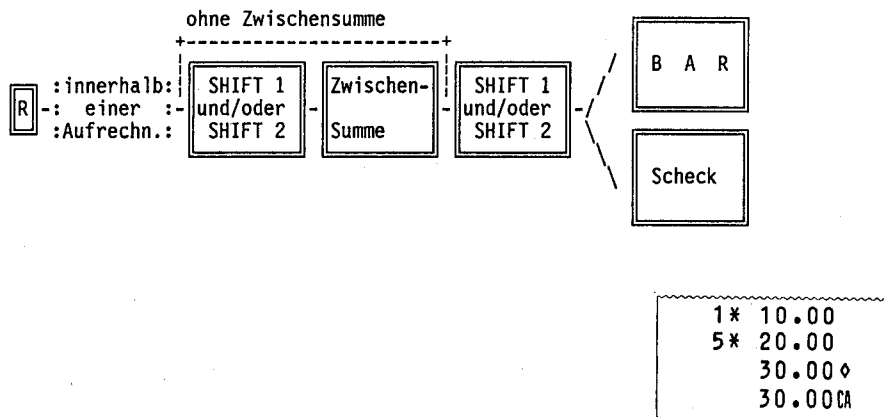 ohne Zwischensumme
R
:innerhalb:
-: einer :-
:Aufrechn.:
SHIFT 1
und/oder
SHIFT 2
Zwischen-
Summe
SHIFT 1
und/oder
SHIFT 2
B A R
Scheck
1* 10.00
5* 20.00
30.00◊
30.00CA